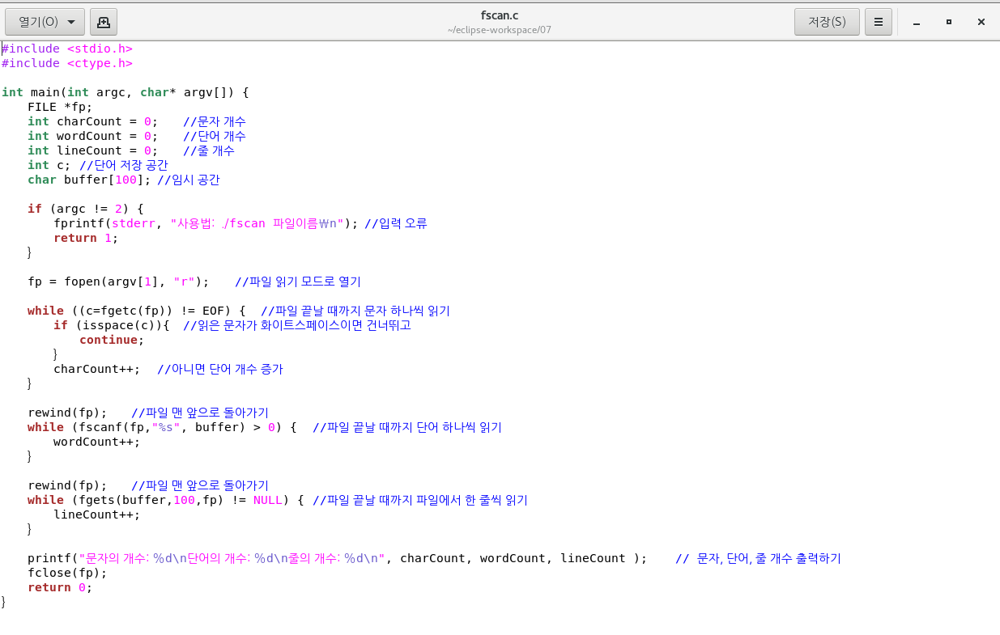 열기(O)
fscan.c
~/eclipse-workspace/07
저장(S)
#include <stdio.h>
#include <ctype.h>
int main(int argc, char* argv[]) {
FILE *fp;
int charCount = 0; //문자 개수
int wordCount = 0; //단어 개수
int lineCount = 0; //줄 개수
int c; //단어 저장 공간
char buffer[100]; //임시 공간
if (argc != 2) {
fprintf(stderr, "사용법: ./fscan 파일이름₩n"); //입력 오류
return 1;
}
fp = fopen(argv[1], "r"); //파일 읽기 모드로 열기
while ((c=fgetc(fp)) != EOF) { //파일 끝날 때까지 문자 하나씩 읽기
if (isspace(c)){ //읽은 문자가 화이트스페이스이면 건너뛰고
continue;
}
charCount++; //아니면 단어 개수 증가
}
rewind(fp); //파일 맨 앞으로 돌아가기
while (fscanf(fp,"%s", buffer) > 0) { //파일 끝날 때까지 단어 하나씩 읽기
wordCount++;
}
rewind(fp); //파일 맨 앞으로 돌아가기
while (fgets(buffer,100,fp) != NULL) { //파일 끝날 때까지 파일에서 한 줄씩 읽기
lineCount++;
}
printf("문자의 개수: %d\n단어의 개수: %d\n줄의 개수: %d\n", charCount, wordCount, lineCount ); // 문자, 단어, 줄 개수 출력하기
fclose(fp);
return 0;
}